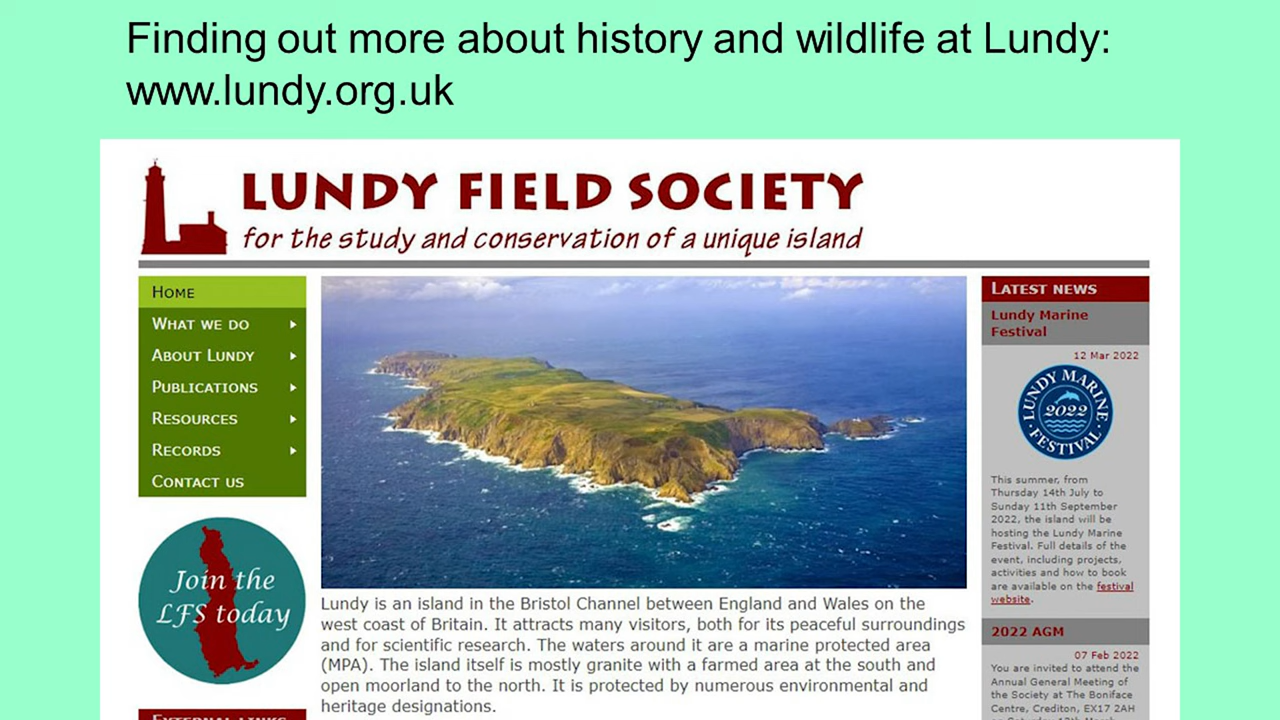 Finding out more about history and wildlife at Lundy:
www.lundy.org.uk
LUNDY FIELD SOCIETY
for the study and conservation of a unique island
HOME
WHAT WE DO
ABOUT LUNDY
PUBLICATIONS
RESOURCES
RECORDS
CONTACT US
Join the
LFS today
EXTERNAL LINKS
Lundy is an island in the Bristol Channel between England and Wales on the
west coast of Britain. It attracts many visitors, both for its peaceful surroundings
and for scientific research. The waters around it are a marine protected area
(MPA). The island itself is mostly granite with a farmed area at the south and
open moorland to the north. It is protected by numerous environmental and
heritage designations.
LATEST NEWS
Lundy Marine
Festival
12 Mar 2022
LUNDY MARINE
2022
FESTIVAL
This summer, from
Thursday 14th July to
Sunday 11th September
2022, the island will be
hosting the Lundy Marine
Festival. Full details of the
event, including projects,
activities and how to book
are available on the festival
website.
2022 AGM
07 Feb 2022
You are invited to attend the
Annual General Meeting of
the Society at The Boniface
Centre, Crediton, EX17 2AH